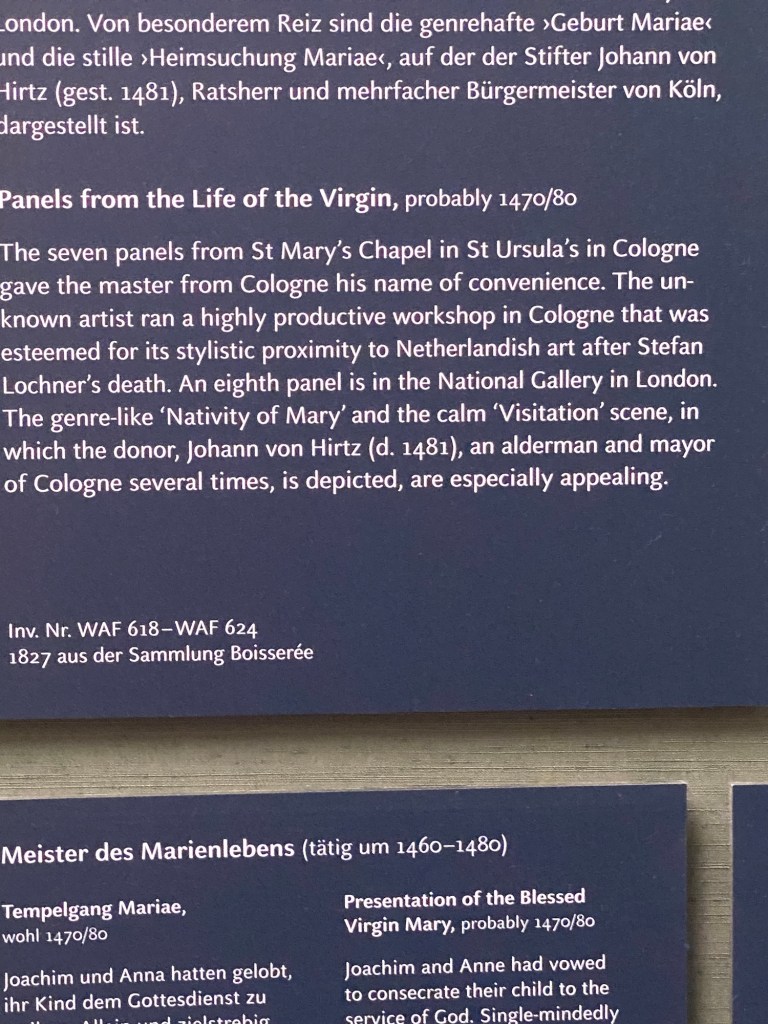 London. Von besonderem Reiz sind die genrehafte ›Geburt Mariae‹
und die stille ›Heimsuchung Mariae‹, auf der der Stifter Johann von
Hirtz (gest. 1481), Ratsherr und mehrfacher Bürgermeister von Köln,
dargestellt ist.
Panels from the Life of the Virgin, probably 1470/80
The seven panels from St Mary’s Chapel in St Ursula’s in Cologne
gave the master from Cologne his name of convenience. The un-
known artist ran a highly productive workshop in Cologne that was
esteemed for its stylistic proximity to Netherlandish art after Stefan
Lochner’s death. An eighth panel is in the National Gallery in London.
The genre-like ‘Nativity of Mary’ and the calm ‘Visitation’ scene, in
which the donor, Johann von Hirtz (d. 1481), an alderman and mayor
of Cologne several times, is depicted, are especially appealing.
Inv. Nr. WAF 618–WAF 624
1827 aus der Sammlung Boisserée
Meister des Marienlebens (tätig um 1460–1480)
Tempelgang Mariae,
wohl 1470/80
Joachim und Anna hatten gelobt,
ihr Kind dem Gottesdienst zu
und zielstrebig
Presentation of the Blessed
Virgin Mary, probably 1470/80
Joachim and Anne had vowed
to consecrate their child to the
service of God. Single-mindedly